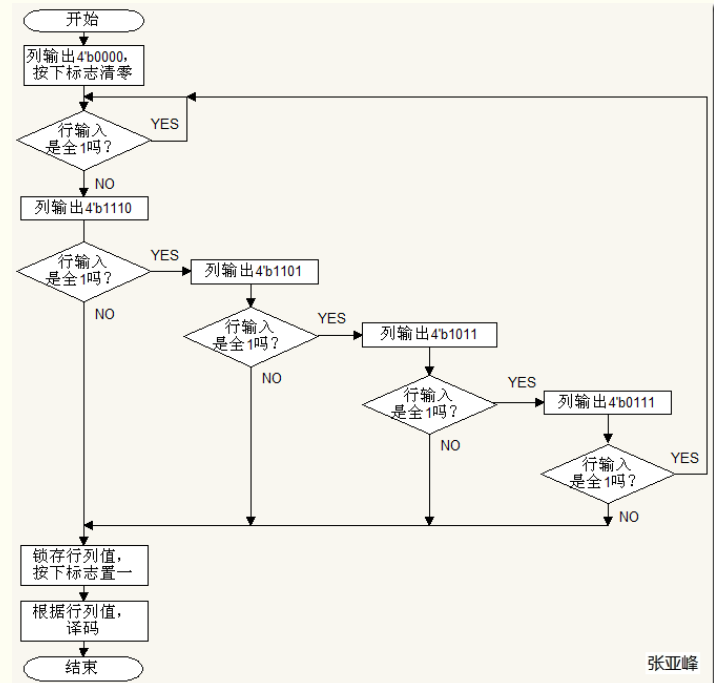 开始
列输出4'b0000，
按下标志清零
行输入
是全1吗？
YES
NO
列输出4'b1110
行输入
是全1吗？
YES
NO
列输出4'b1101
行输入
是全1吗？
YES
NO
列输出4'b1011
行输入
是全1吗？
YES
NO
列输出4'b0111
行输入
是全1吗？
YES
NO
锁存行列值，
按下标志置一
根据行列值，
译码
结束
张亚峰